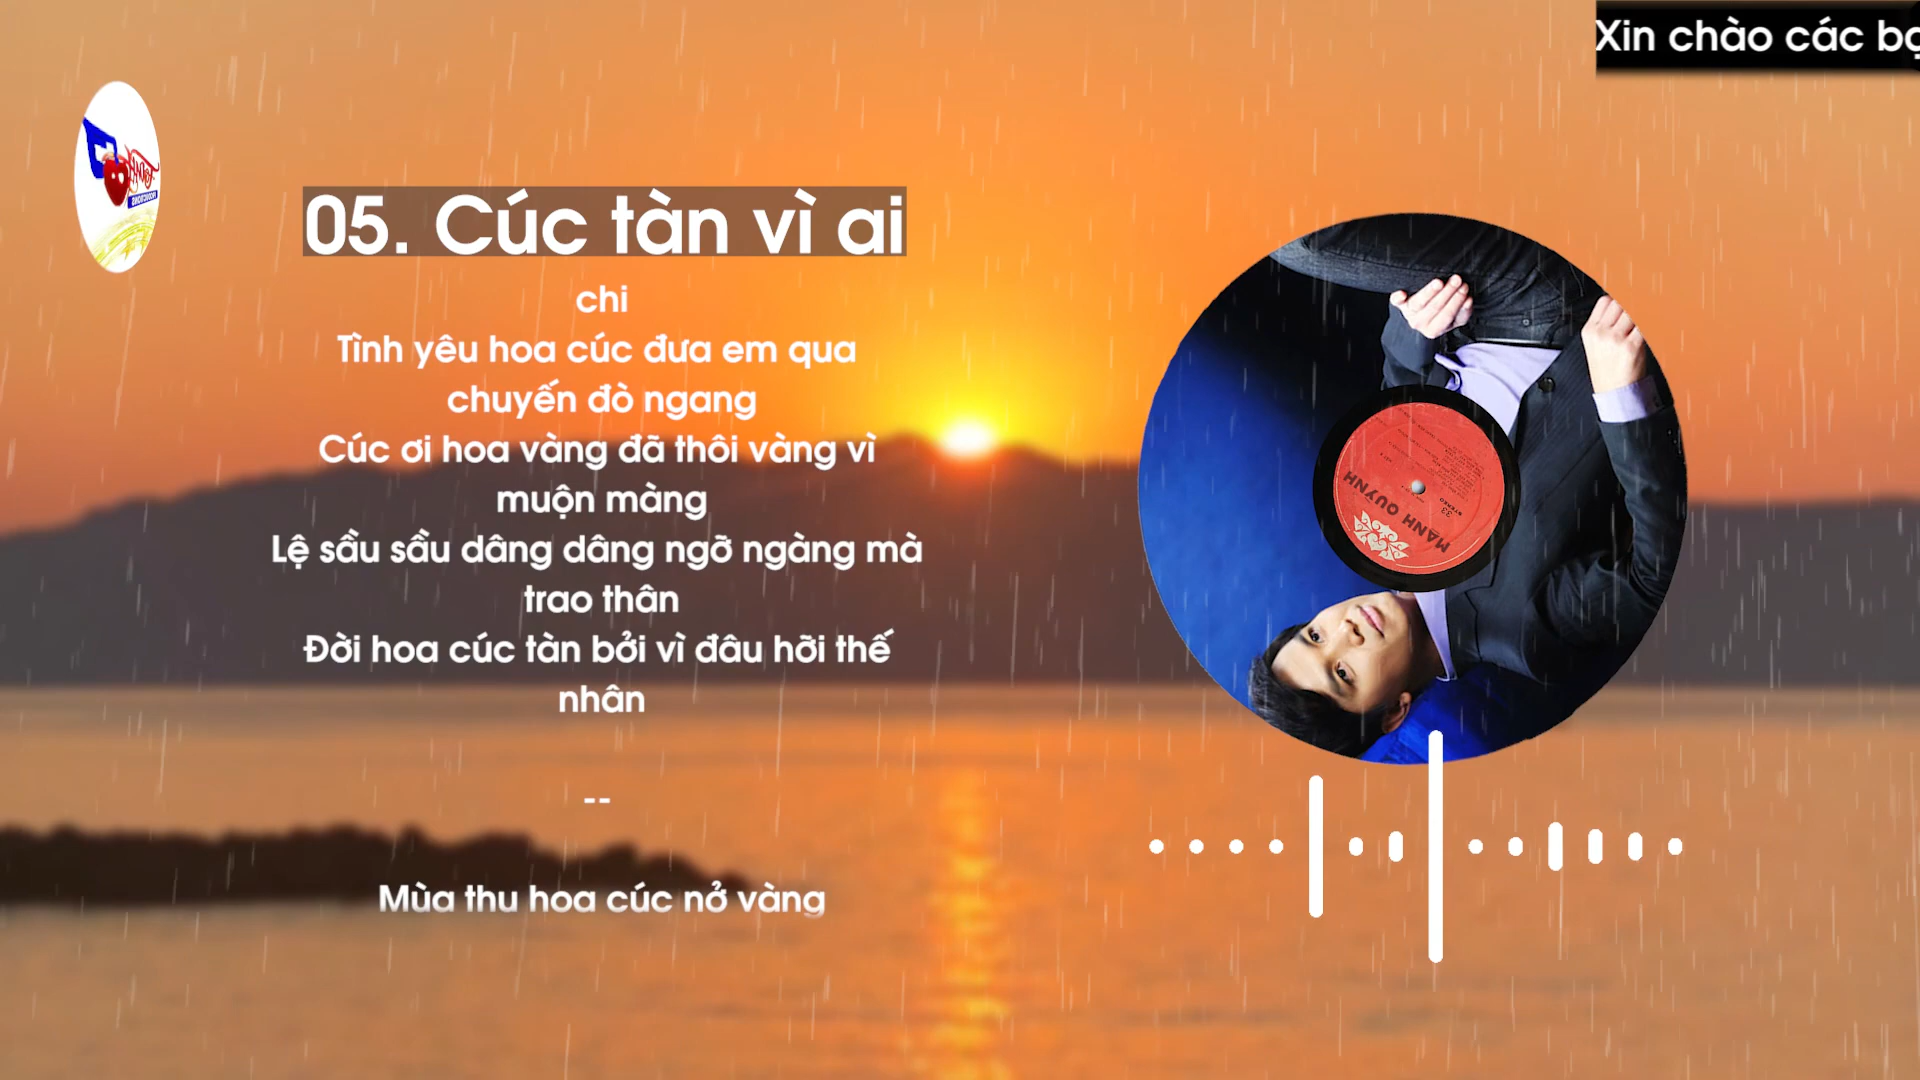 Xin chào các bạ
05. Cúc tàn vì ai
chi
Tình yêu hoa cúc đưa em qua
chuyến đò ngang
Cúc ơi hoa vàng đã thôi vàng vì
muộn màng
Lệ sầu sầu dâng dâng ngỡ ngàng mà
trao thân
Đời hoa cúc tàn bởi vì đâu hỡi thế
nhân
--
Mùa thu hoa cúc nở vàng
MẠNH QUỲNH
33
STEREO